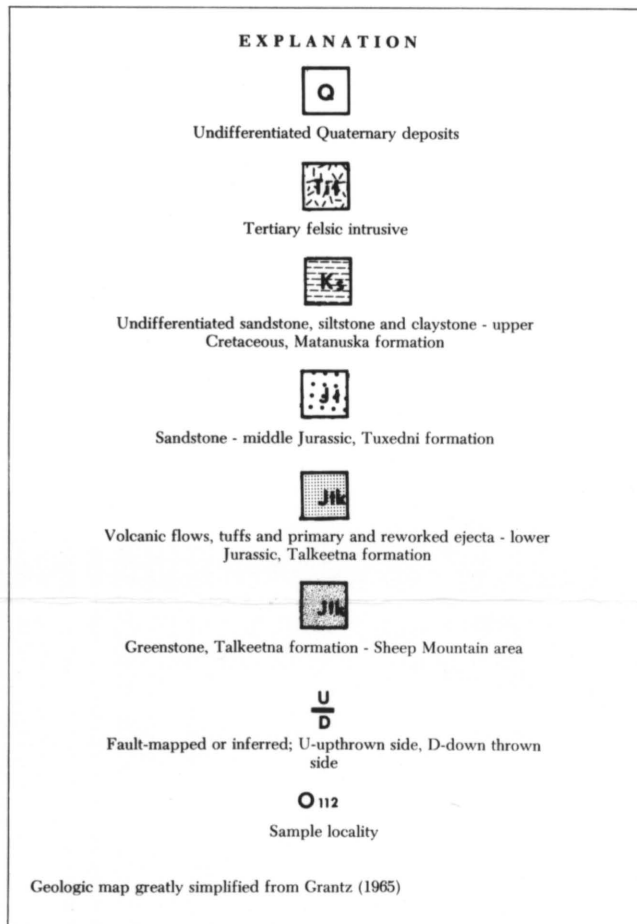 EXPLANATION
Q
Undifferentiated Quaternary deposits
Tif
Tertiary felsic intrusive
Ks
Undifferentiated sandstone, siltstone and claystone - upper
Cretaceous, Matanuska formation
Sandstone - middle Jurassic, Tuxedni formation
Jtk
Volcanic flows, tuffs and primary and reworked ejecta - lower
Jurassic, Talkeetna formation
Jtk
Greenstone, Talkeetna formation - Sheep Mountain area
U
D
Fault-mapped or inferred; U-upthrown side, D-down thrown
side
O 112
Sample locality
Geologic map greatly simplified from Grantz (1965)